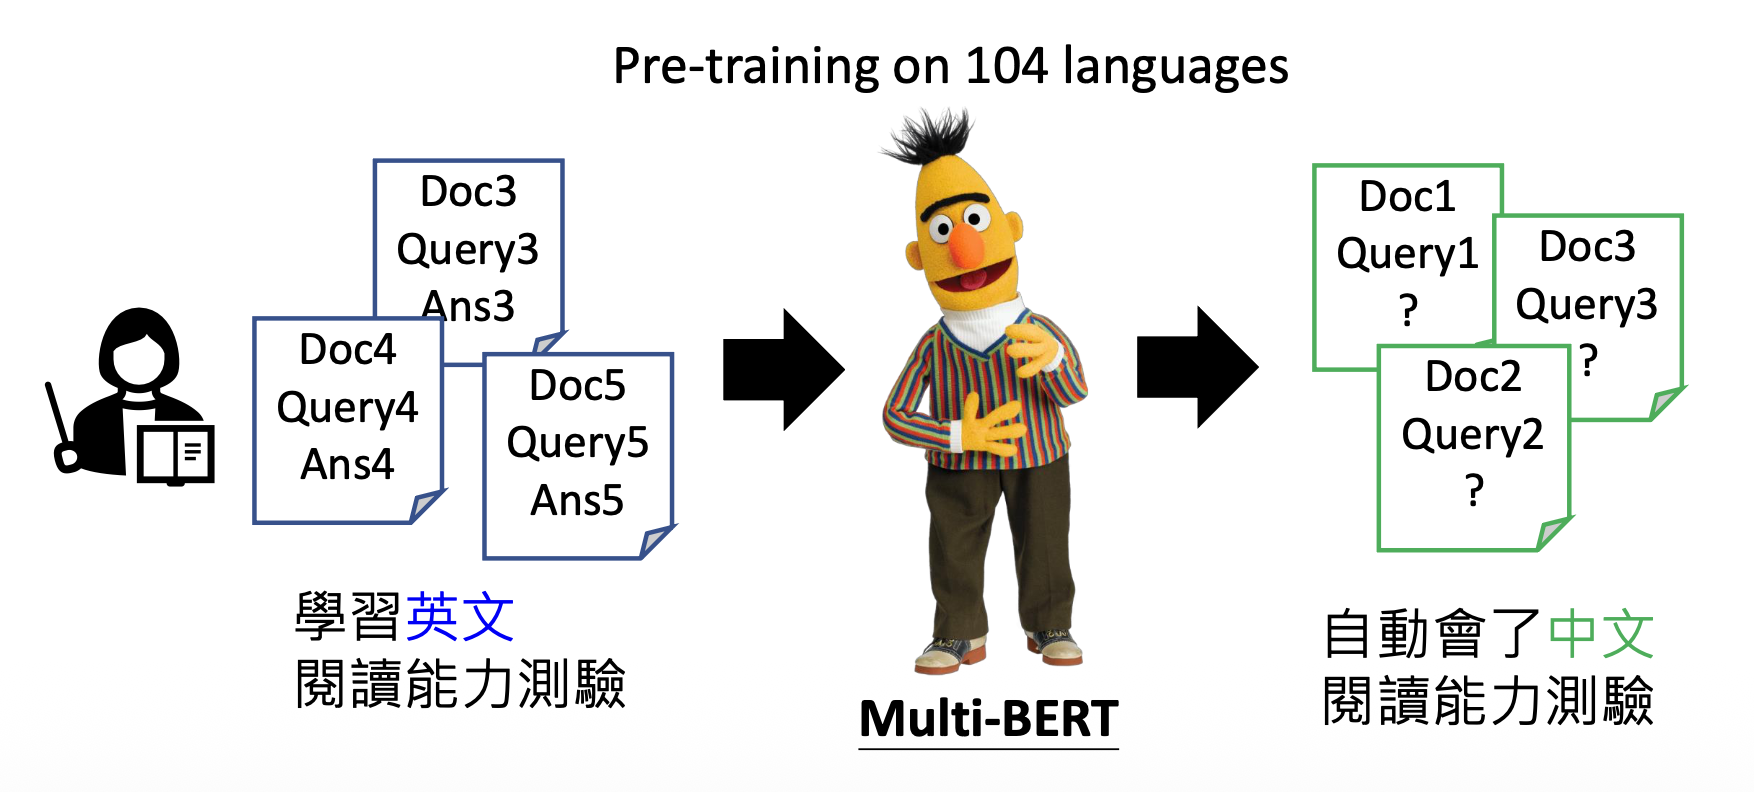 Pre-training on 104 languages
Doc3
Query3
Ans3
Doc4
Query4
Ans4
Doc5
Query5
Ans5
學習英文
閱讀能力測驗
Multi-BERT
Doc1
Query1
?
Doc3
Query3
?
Doc2
Query2
?
自動會了中文
閱讀能力測驗